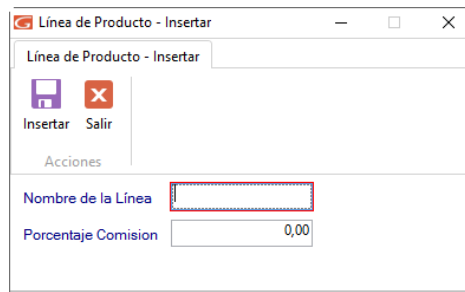 Línea de Producto - Insertar
Línea de Producto - Insertar
Insertar Salir
Acciones
Nombre de la Línea
Porcentaje Comision 0,00